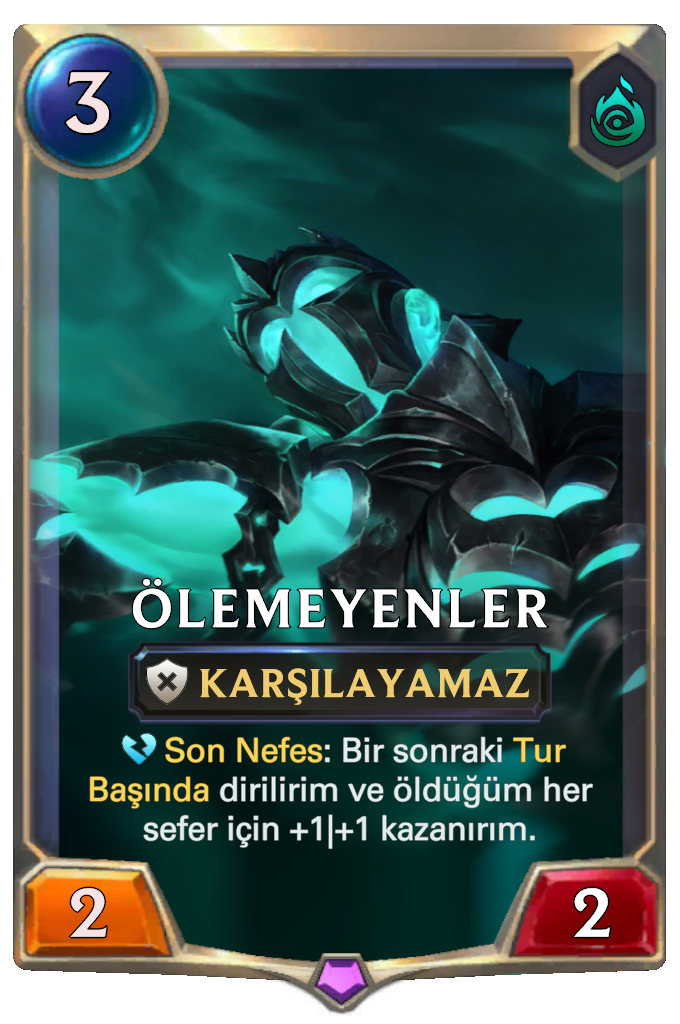 3
ÖLEMEYENLER
KARŞILAYAMAZ
Son Nefes: Bir sonraki Tur
Başında dirilirim ve öldüğüm her
sefer için +1|+1 kazanırım.
2
2